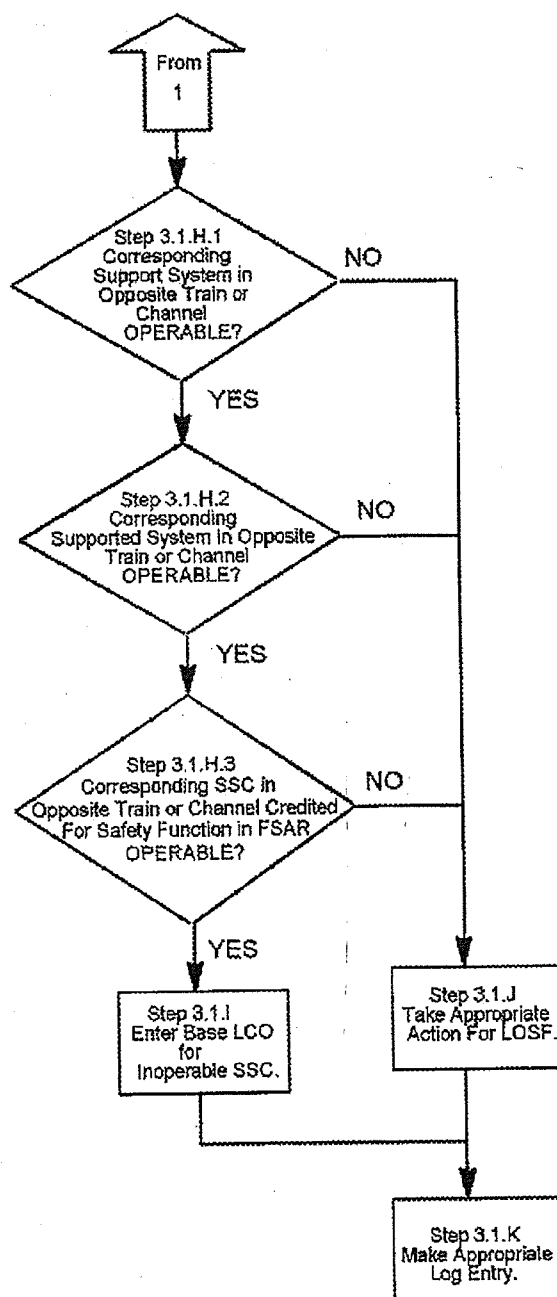 From
1
Step 3.1.H.1
Corresponding
Support System in
Opposite Train or
Channel
OPERABLE?
NO
YES
Step 3.1.H.2
Corresponding
Supported System in Opposite
Train or Channel
OPERABLE?
NO
YES
Step 3.1.H.3
Corresponding SSC in
Opposite Train or Channel Credited
For Safety Function in FSAR
OPERABLE?
NO
YES
Step 3.1.I
Enter Base LCO
for
Inoperable SSC.
Step 3.1.J
Take Appropriate
Action For LOSF.
Step 3.1.K
Make Appropriate
Log Entry.